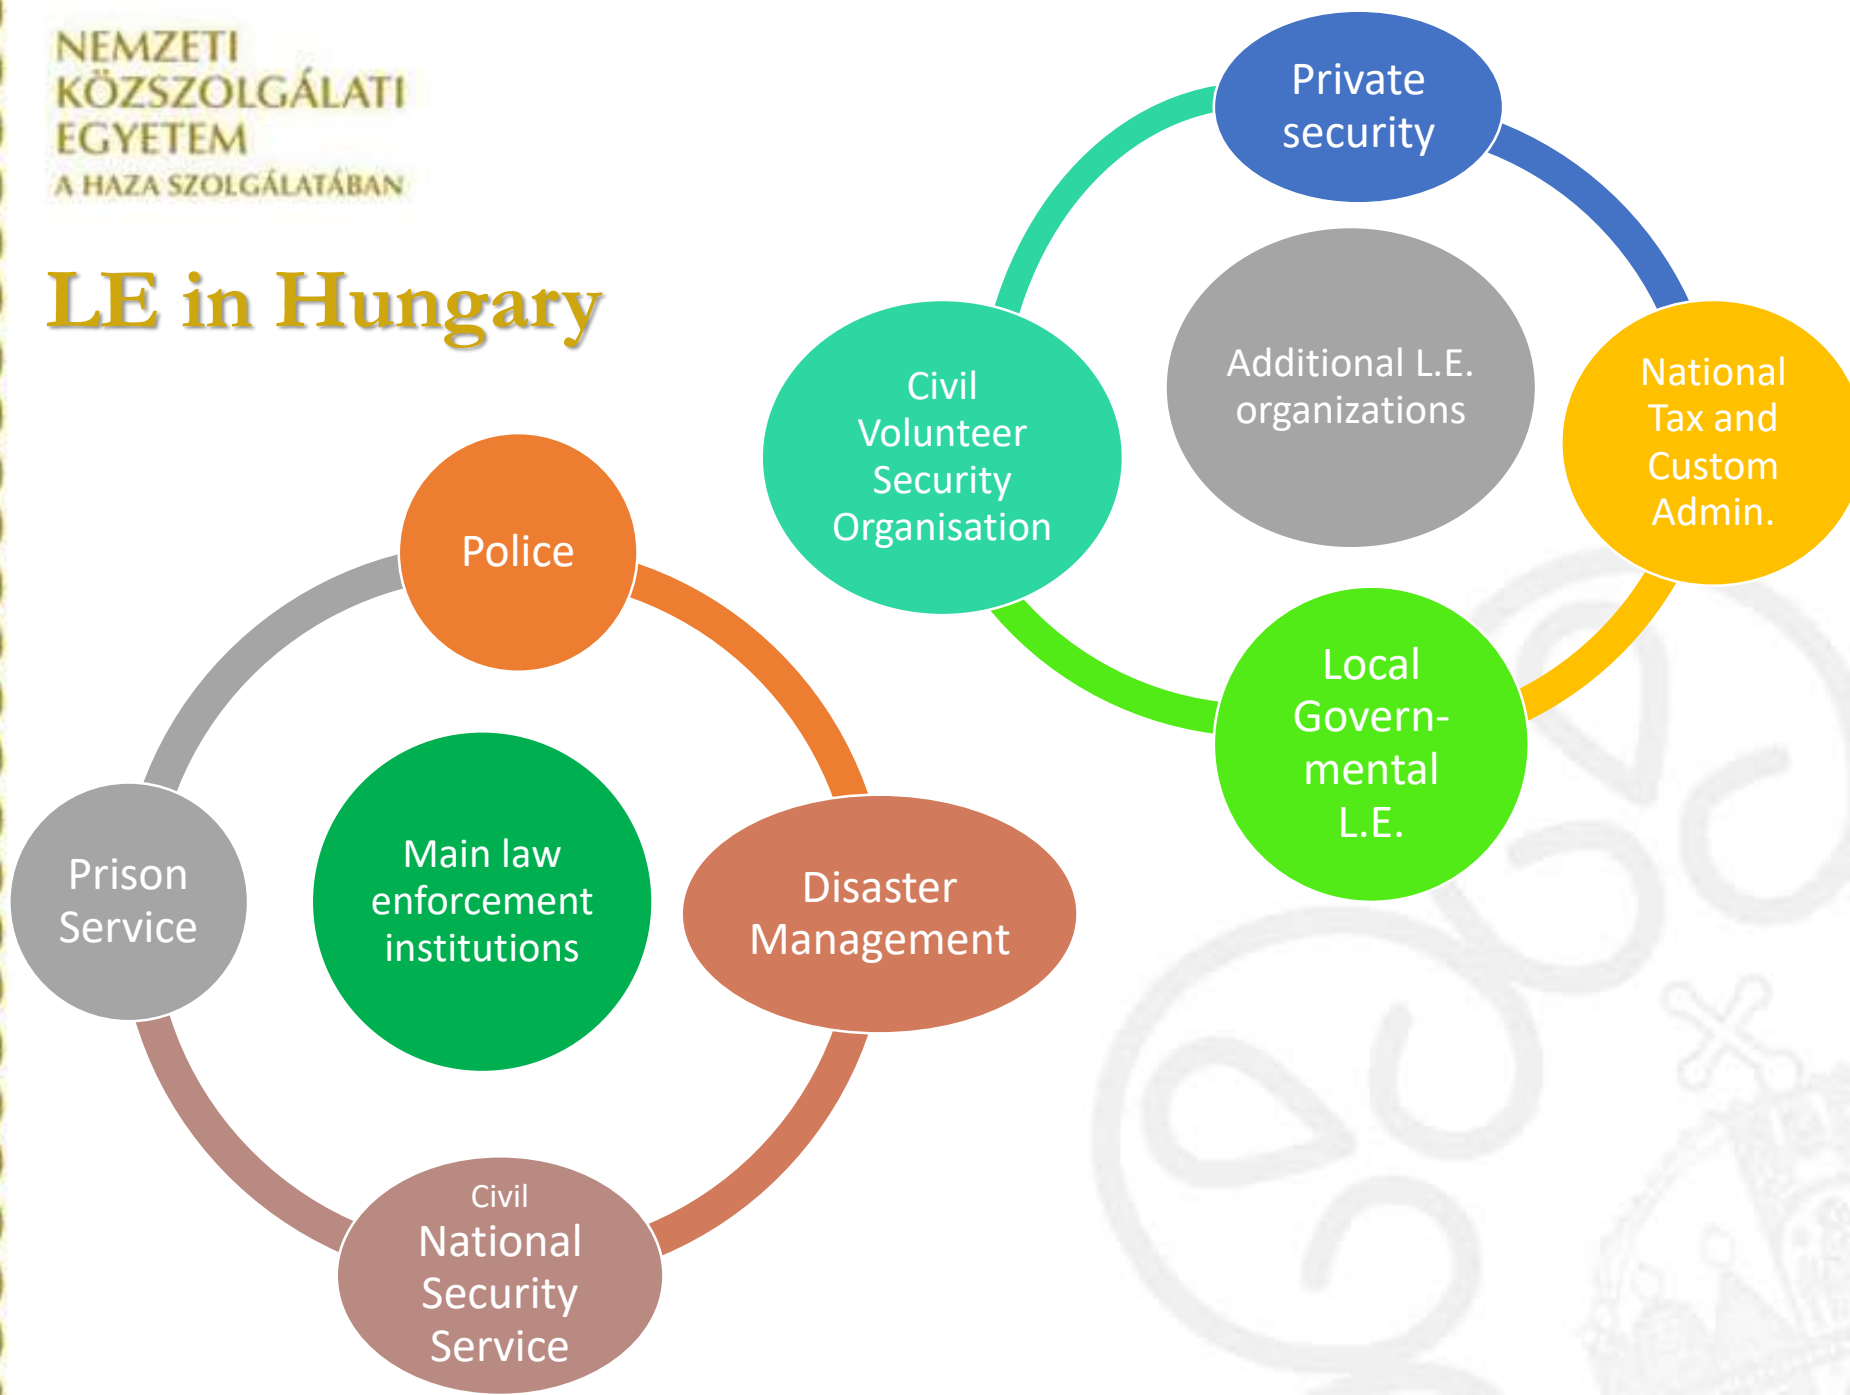 NEMZETI
KÖZSZOLGÁLATI
EGYETEM
A HAZA SZOLGÁLATÁBAN
LE in Hungary
Private
security
Additional L.E.
organizations
National
Tax and
Custom
Admin.
Civil
Volunteer
Security
Organisation
Local
Govern-
mental
L.E.
Police
Main law
enforcement
institutions
Prison
Service
Disaster
Management
Civil
National
Security
Service